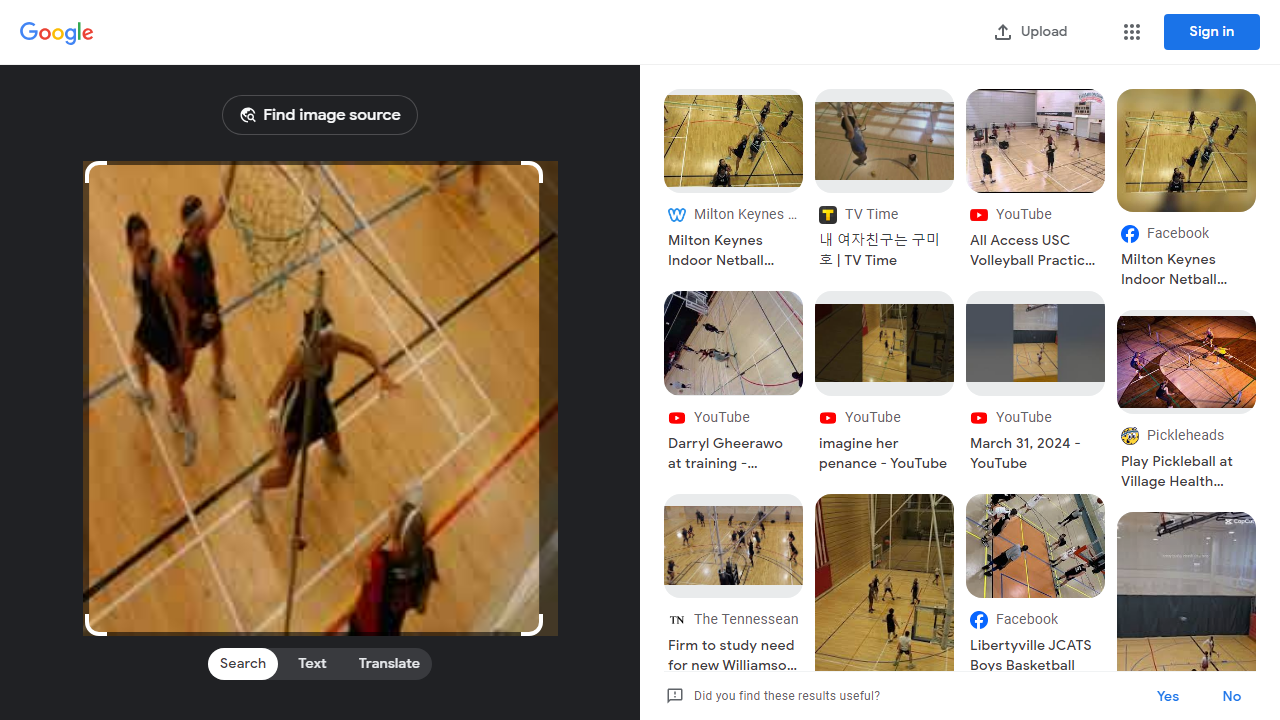 Google
Upload
Sign in
Find image source
Search
Text
Translate
Milton Keynes ...
Milton Keynes
Indoor Netball...
TV Time
내 여자친구는 구미
호 | TV Time
YouTube
All Access USC
Volleyball Practic...
Facebook
Milton Keynes
Indoor Netball...
YouTube
Darryl Gheerawo
at training -...
YouTube
imagine her
penance - YouTube
YouTube
March 31, 2024 -
YouTube
Pickleheads
Play Pickleball at
Village Health...
TN
The Tennessean
Firm to study need
for new Williamso...
Facebook
Libertyville JCATS
Boys Basketball
CapCut
Did you find these results useful?
Yes
No